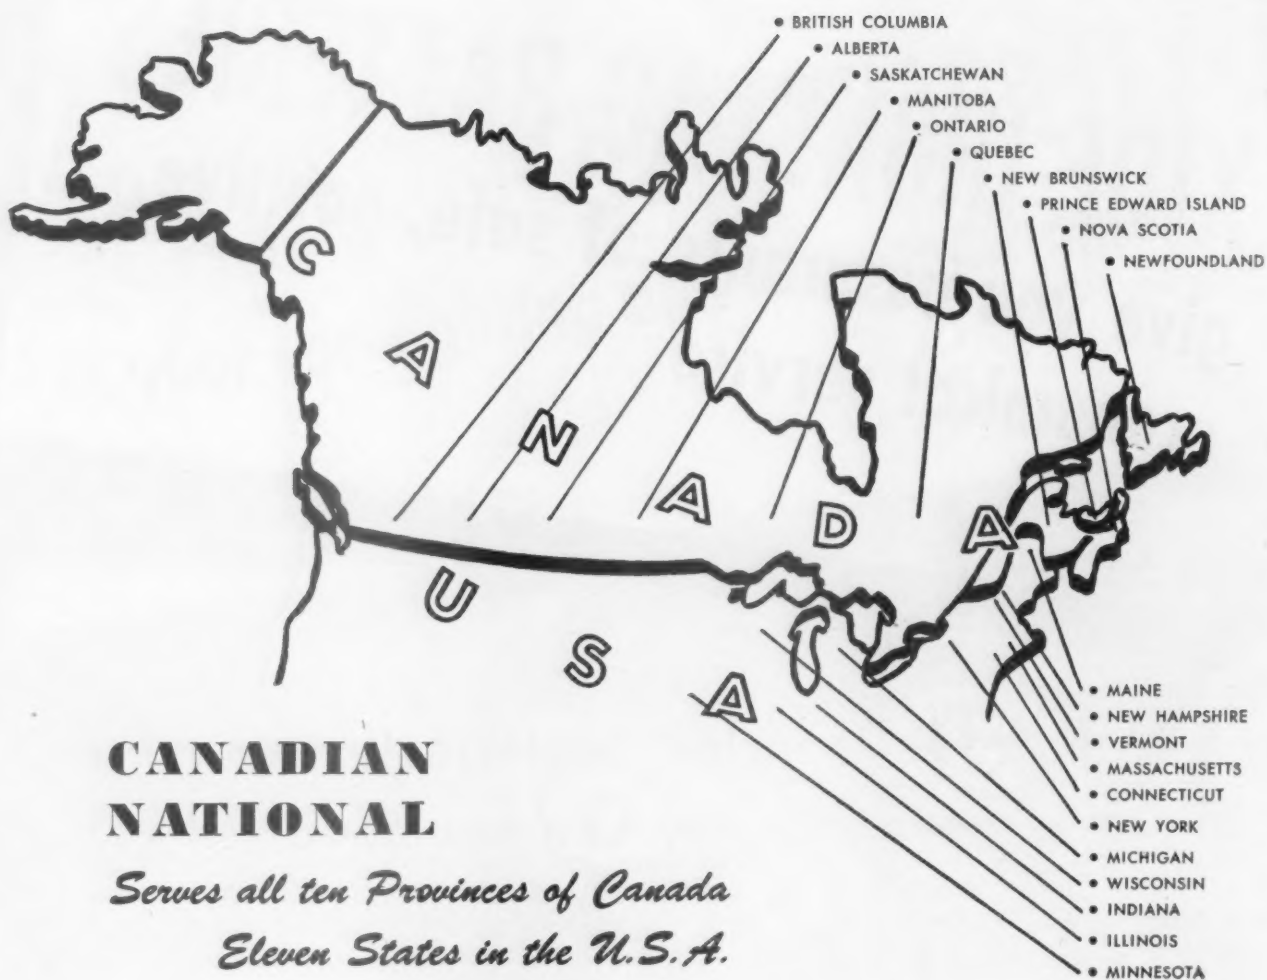 • BRITISH COLUMBIA
• ALBERTA
• SASKATCHEWAN
• MANITOBA
• ONTARIO
• QUEBEC
• NEW BRUNSWICK
• PRINCE EDWARD ISLAND
• NOVA SCOTIA
• NEWFOUNDLAND
CANADA
USA
• MAINE
• NEW HAMPSHIRE
• VERMONT
• MASSACHUSETTS
• CONNECTICUT
• NEW YORK
• MICHIGAN
• WISCONSIN
• INDIANA
• ILLINOIS
• MINNESOTA
CANADIAN
NATIONAL
Serves all ten Provinces of Canada
Eleven States in the U.S.A.